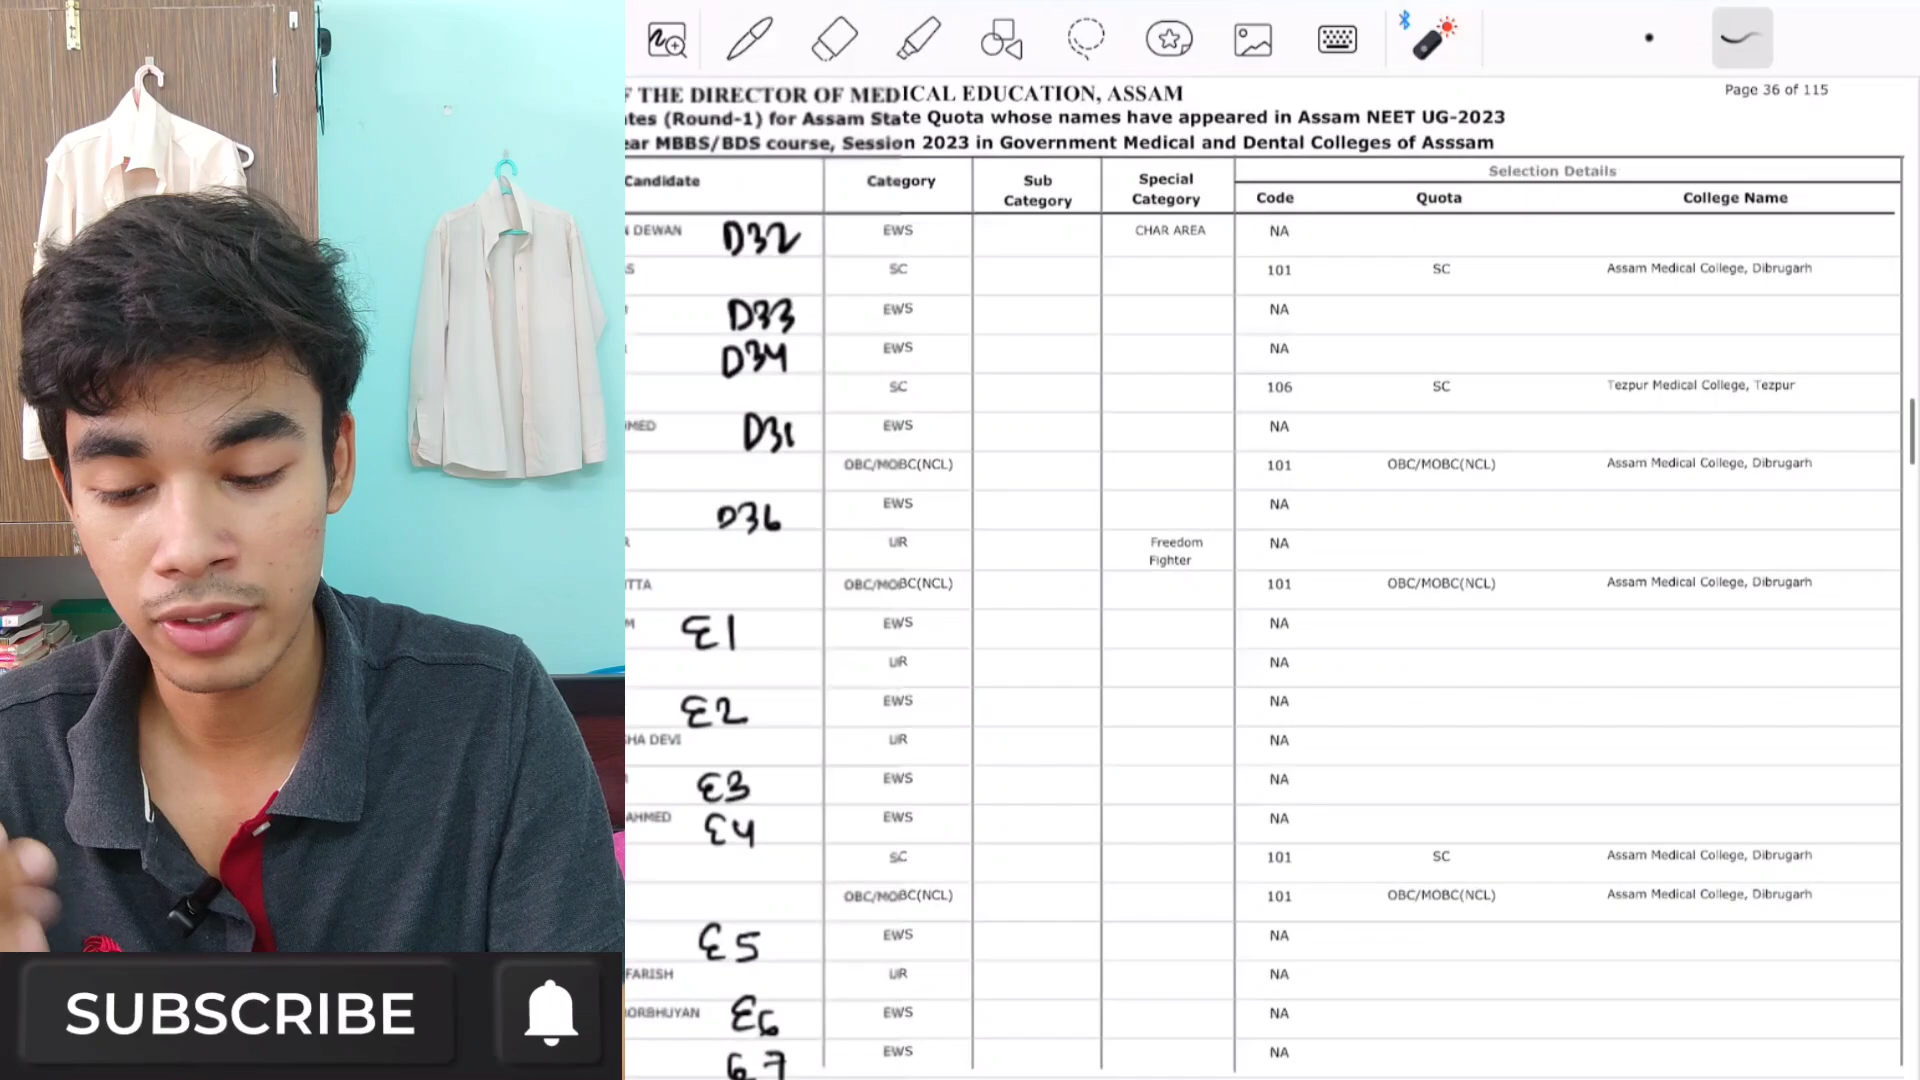 Page 36 of 115
THE DIRECTOR OF MEDICAL EDUCATION, ASSAM
tes (Round-1) for Assam State Quota whose names have appeared in Assam NEET UG-2023
ar MBBS/BDS course, Session 2023 in Government Medical and Dental Colleges of Asssam
Candidate Category Sub Category Special Category Selection Details
Code Quota College Name
DEWAN D32 EWS CHAR AREA NA
S SC 101 SC Assam Medical College, Dibrugarh
D33 EWS NA
D34 EWS NA
SC 106 SC Tezpur Medical College, Tezpur
MED D31 EWS NA
OBC/MOBC(NCL) 101 OBC/MOBC(NCL) Assam Medical College, Dibrugarh
D36 EWS NA
R UR Freedom Fighter NA
TTA OBC/MOBC(NCL) 101 OBC/MOBC(NCL) Assam Medical College, Dibrugarh
M E1 EWS NA
UR NA
E2 EWS NA
HA DEVI UR NA
E3 EWS NA
AHMED E4 EWS NA
SC 101 SC Assam Medical College, Dibrugarh
OBC/MOBC(NCL) 101 OBC/MOBC(NCL) Assam Medical College, Dibrugarh
E5 EWS NA
FARISH UR NA
ORBHUYAN E6 EWS NA
EWS NA
SUBSCRIBE